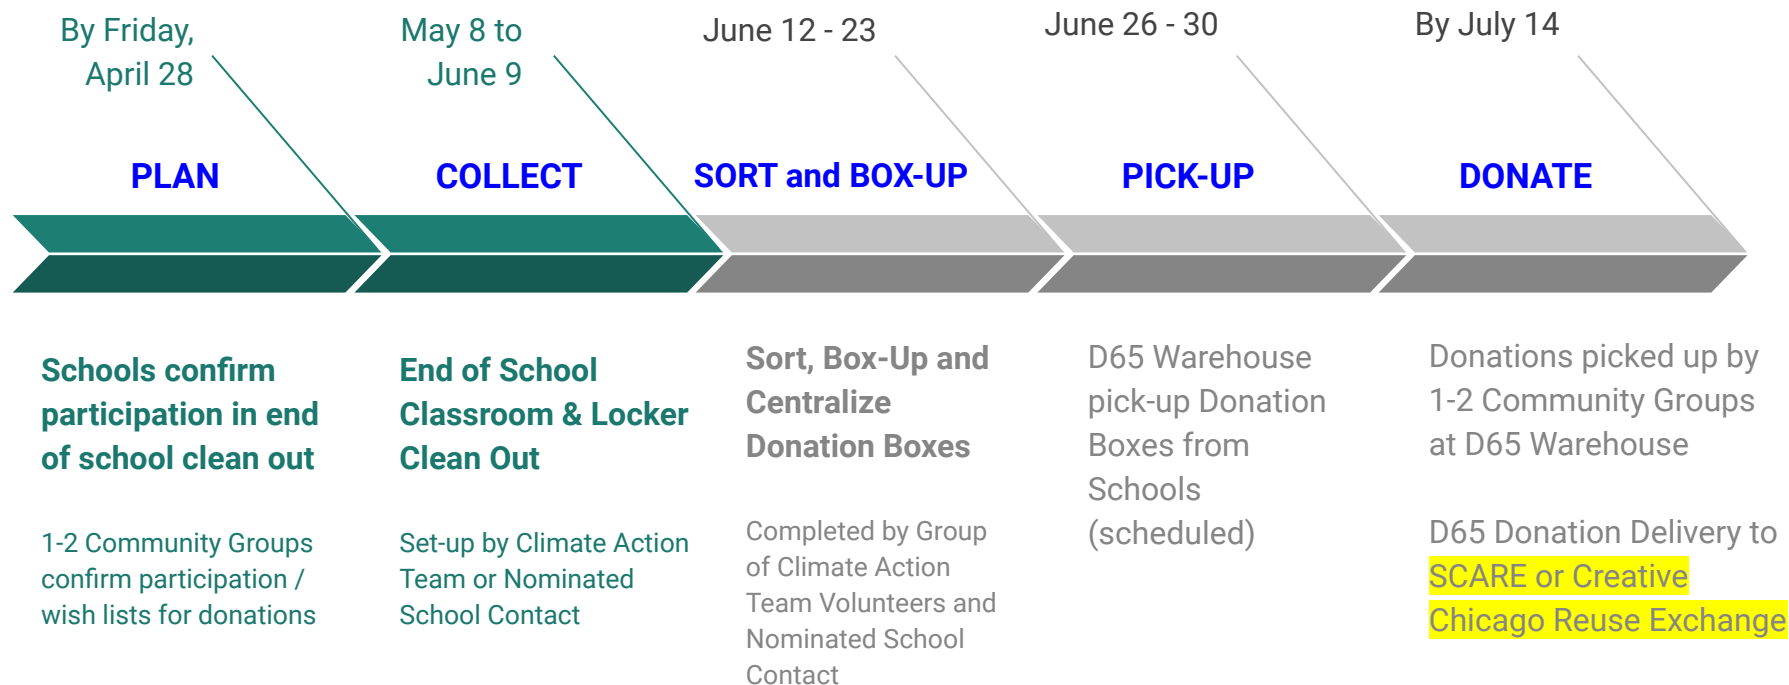 By Friday,
April 28
May 8 to
June 9
June 12 - 23
June 26 - 30
By July 14
PLAN
COLLECT
SORT and BOX-UP
PICK-UP
DONATE
Schools confirm
participation in end
of school clean out
1-2 Community Groups
confirm participation /
wish lists for donations
End of School
Classroom & Locker
Clean Out
Set-up by Climate Action
Team or Nominated
School Contact
Sort, Box-Up and
Centralize
Donation Boxes
Completed by Group
of Climate Action
Team Volunteers and
Nominated School
Contact
D65 Warehouse
pick-up Donation
Boxes from
Schools
(scheduled)
Donations picked up by
1-2 Community Groups
at D65 Warehouse
D65 Donation Delivery to
SCARE or Creative
Chicago Reuse Exchange